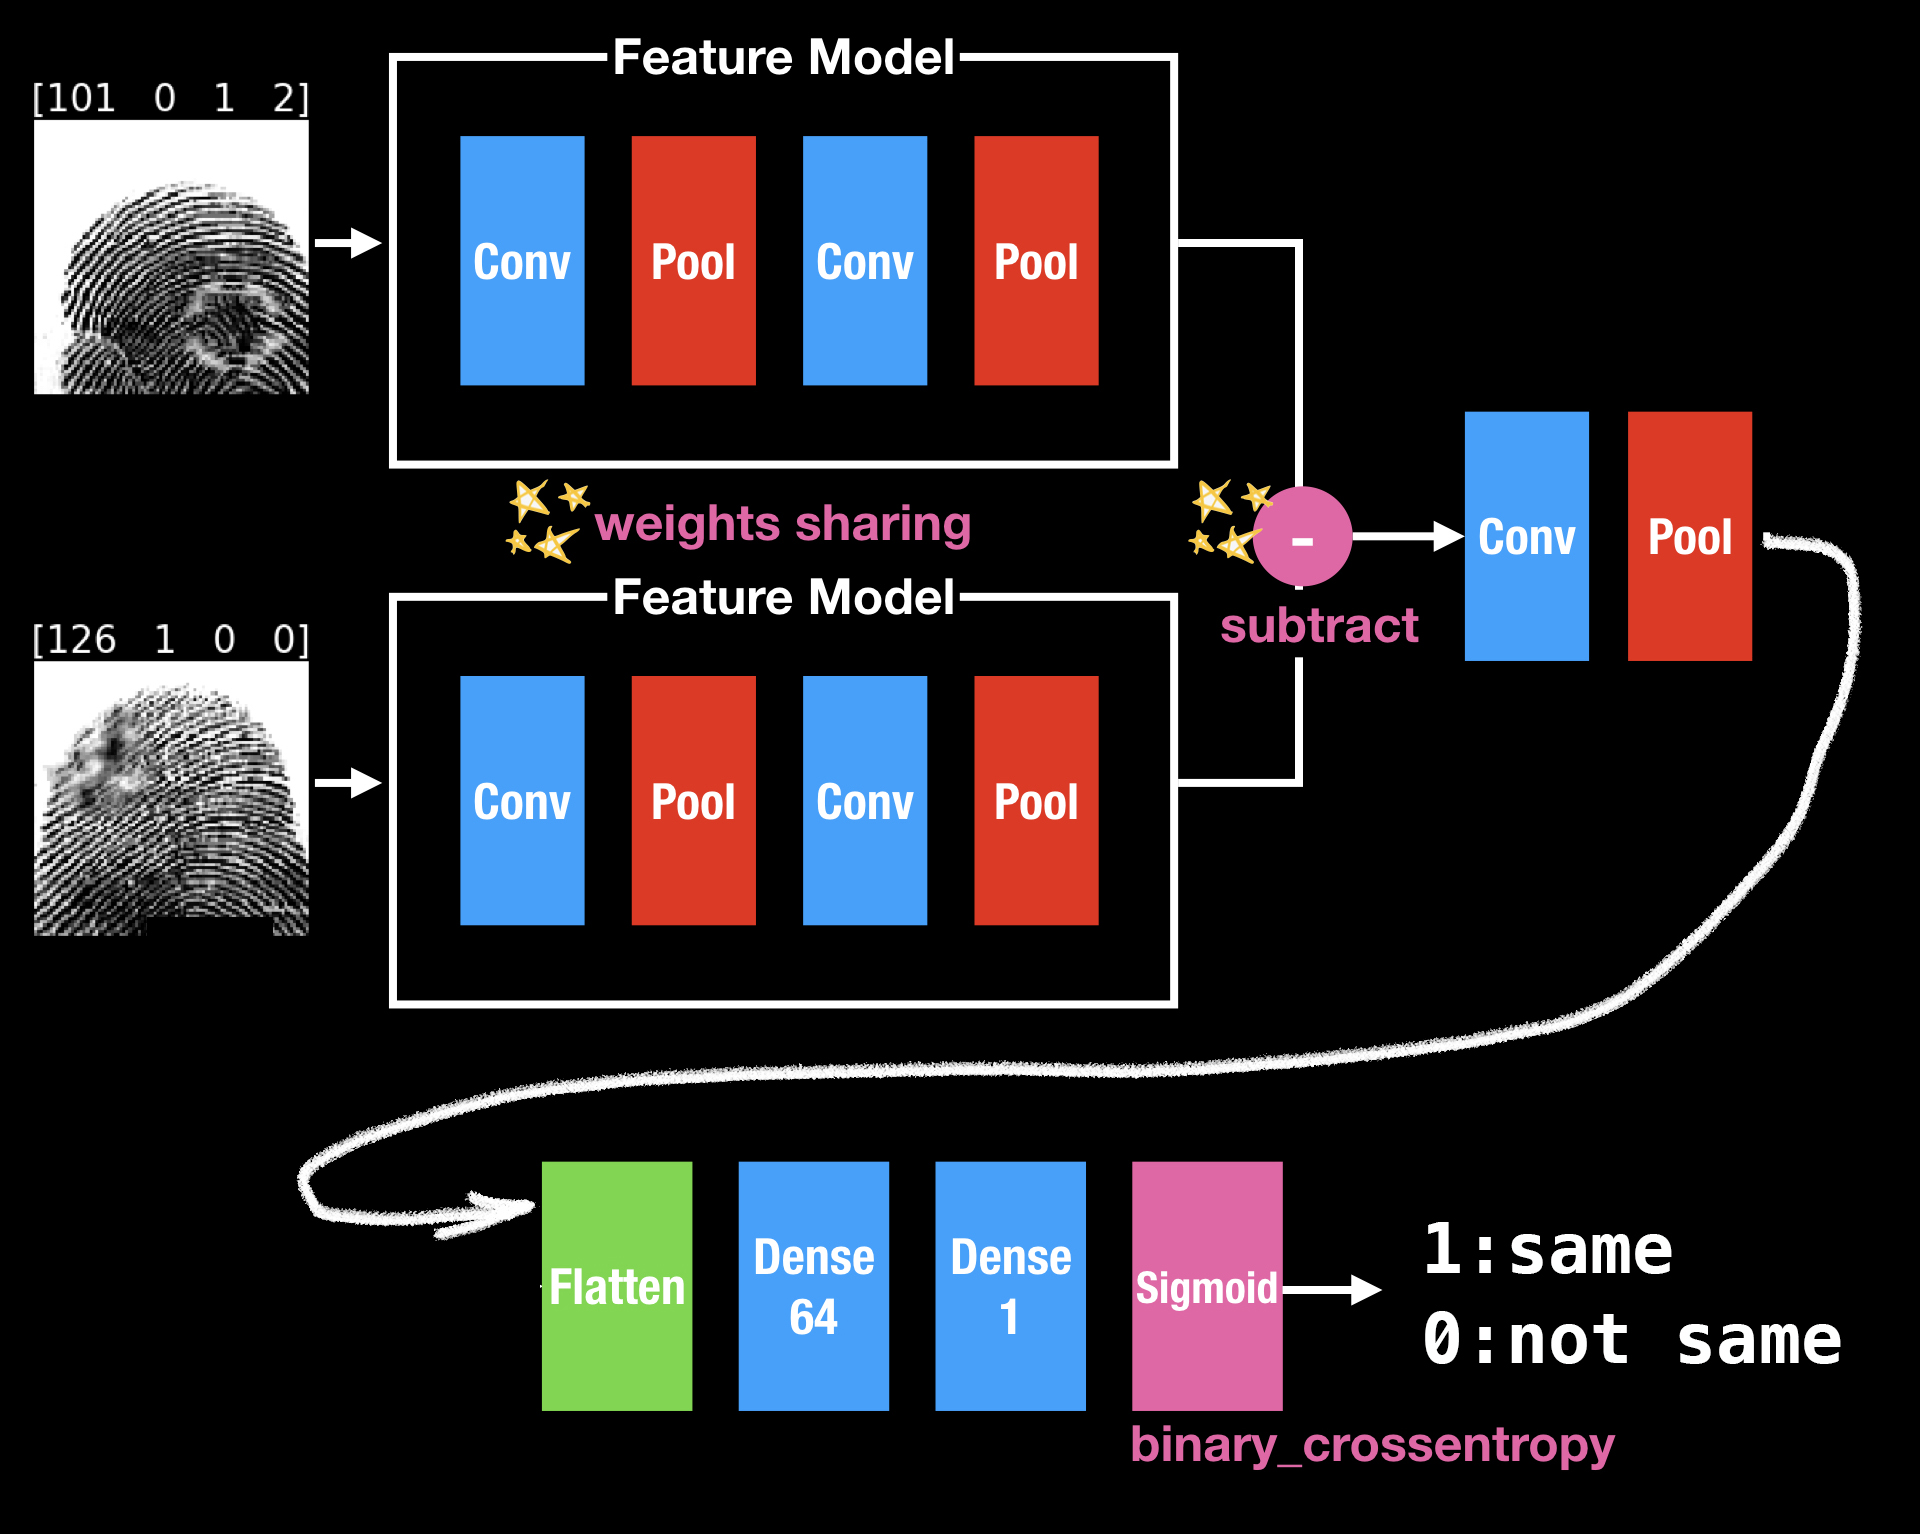 Feature Model
[101 0 1 2]
Conv
Pool
Conv
Pool
weights sharing
-
subtract
Conv
Pool
Feature Model
[126 1 0 0]
Conv
Pool
Conv
Pool
Flatten
Dense
64
Dense
1
Sigmoid
1:same
0:not same
binary_crossentropy